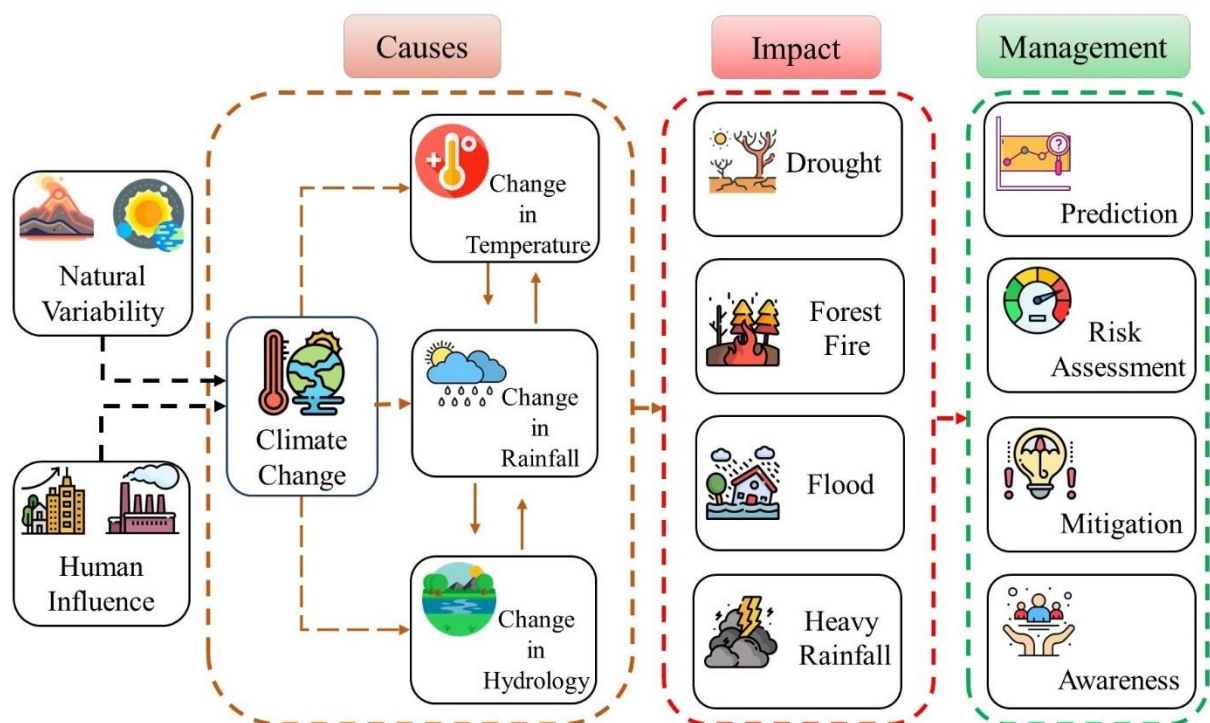 Causes
Impact
Management
Natural
Variability
Human
Influence
Climate
Change
Change
in
Temperature
Change
in
Rainfall
Change
in
Hydrology
Drought
Forest
Fire
Flood
Heavy
Rainfall
Prediction
Risk
Assessment
Mitigation
Awareness